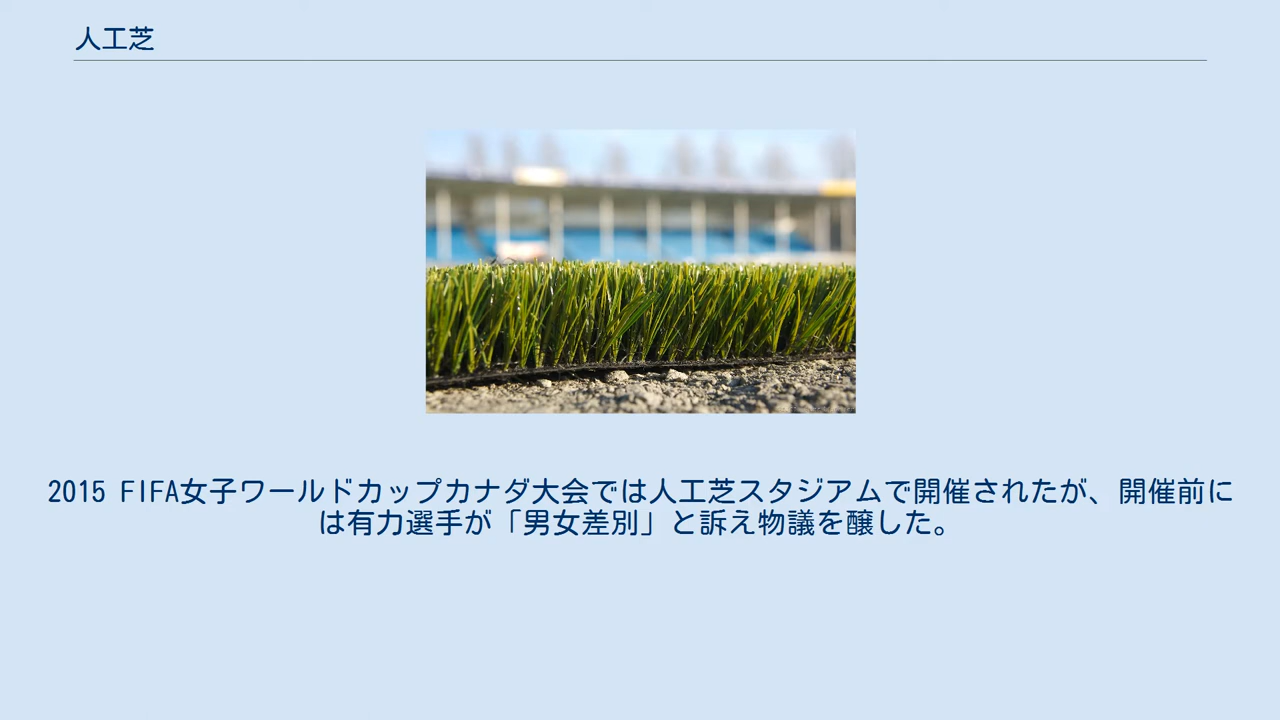 人工芝
2015 FIFA女子ワールドカップカナダ大会では人工芝スタジアムで開催されたが、開催前に
は有力選手が「男女差別」と訴え物議を醸した。